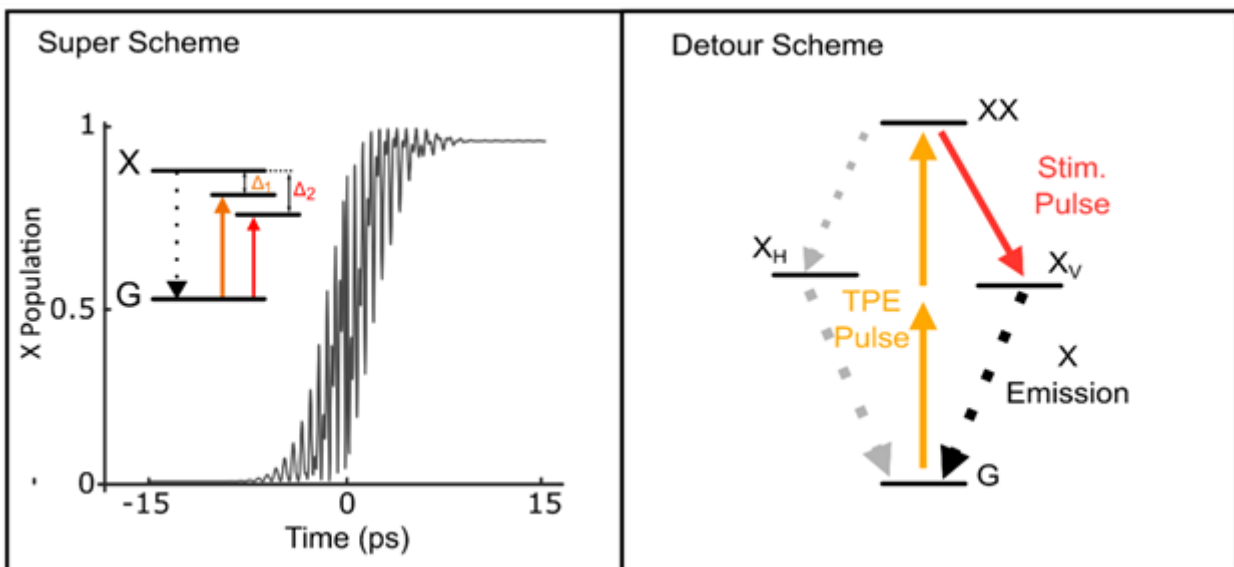 Super Scheme
X Population
1
0.5
0
-
-15
0
15
Time (ps)
X
Δ1
Δ2
G
Detour Scheme
XX
Stim.
Pulse
XH
XV
TPE
Pulse
X
Emission
G